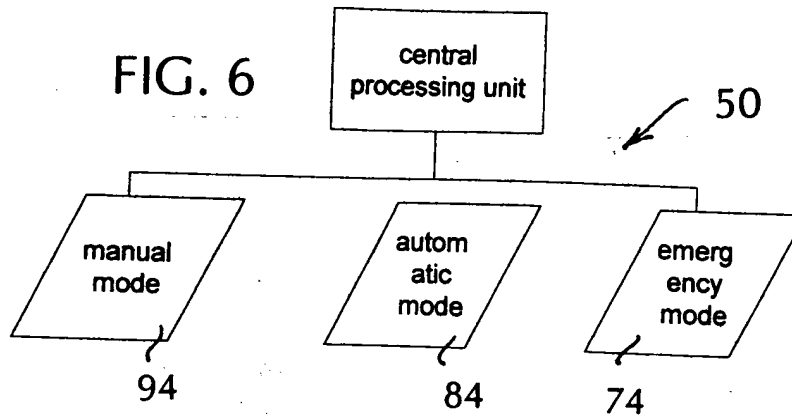 FIG. 6
central
processing unit
50
manual
mode
autom
atic
mode
emerg
ency
mode
94
84
74